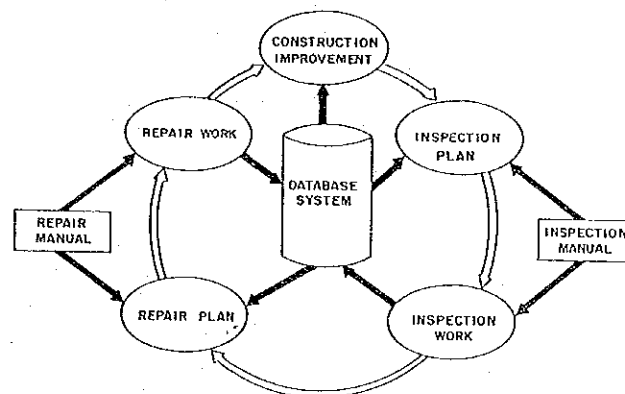 CONSTRUCTION
IMPROVEMENT
REPAIR WORK
INSPECTION
PLAN
DATABASE
SYSTEM
REPAIR
MANUAL
INSPECTION
MANUAL
REPAIR PLAN
INSPECTION
WORK